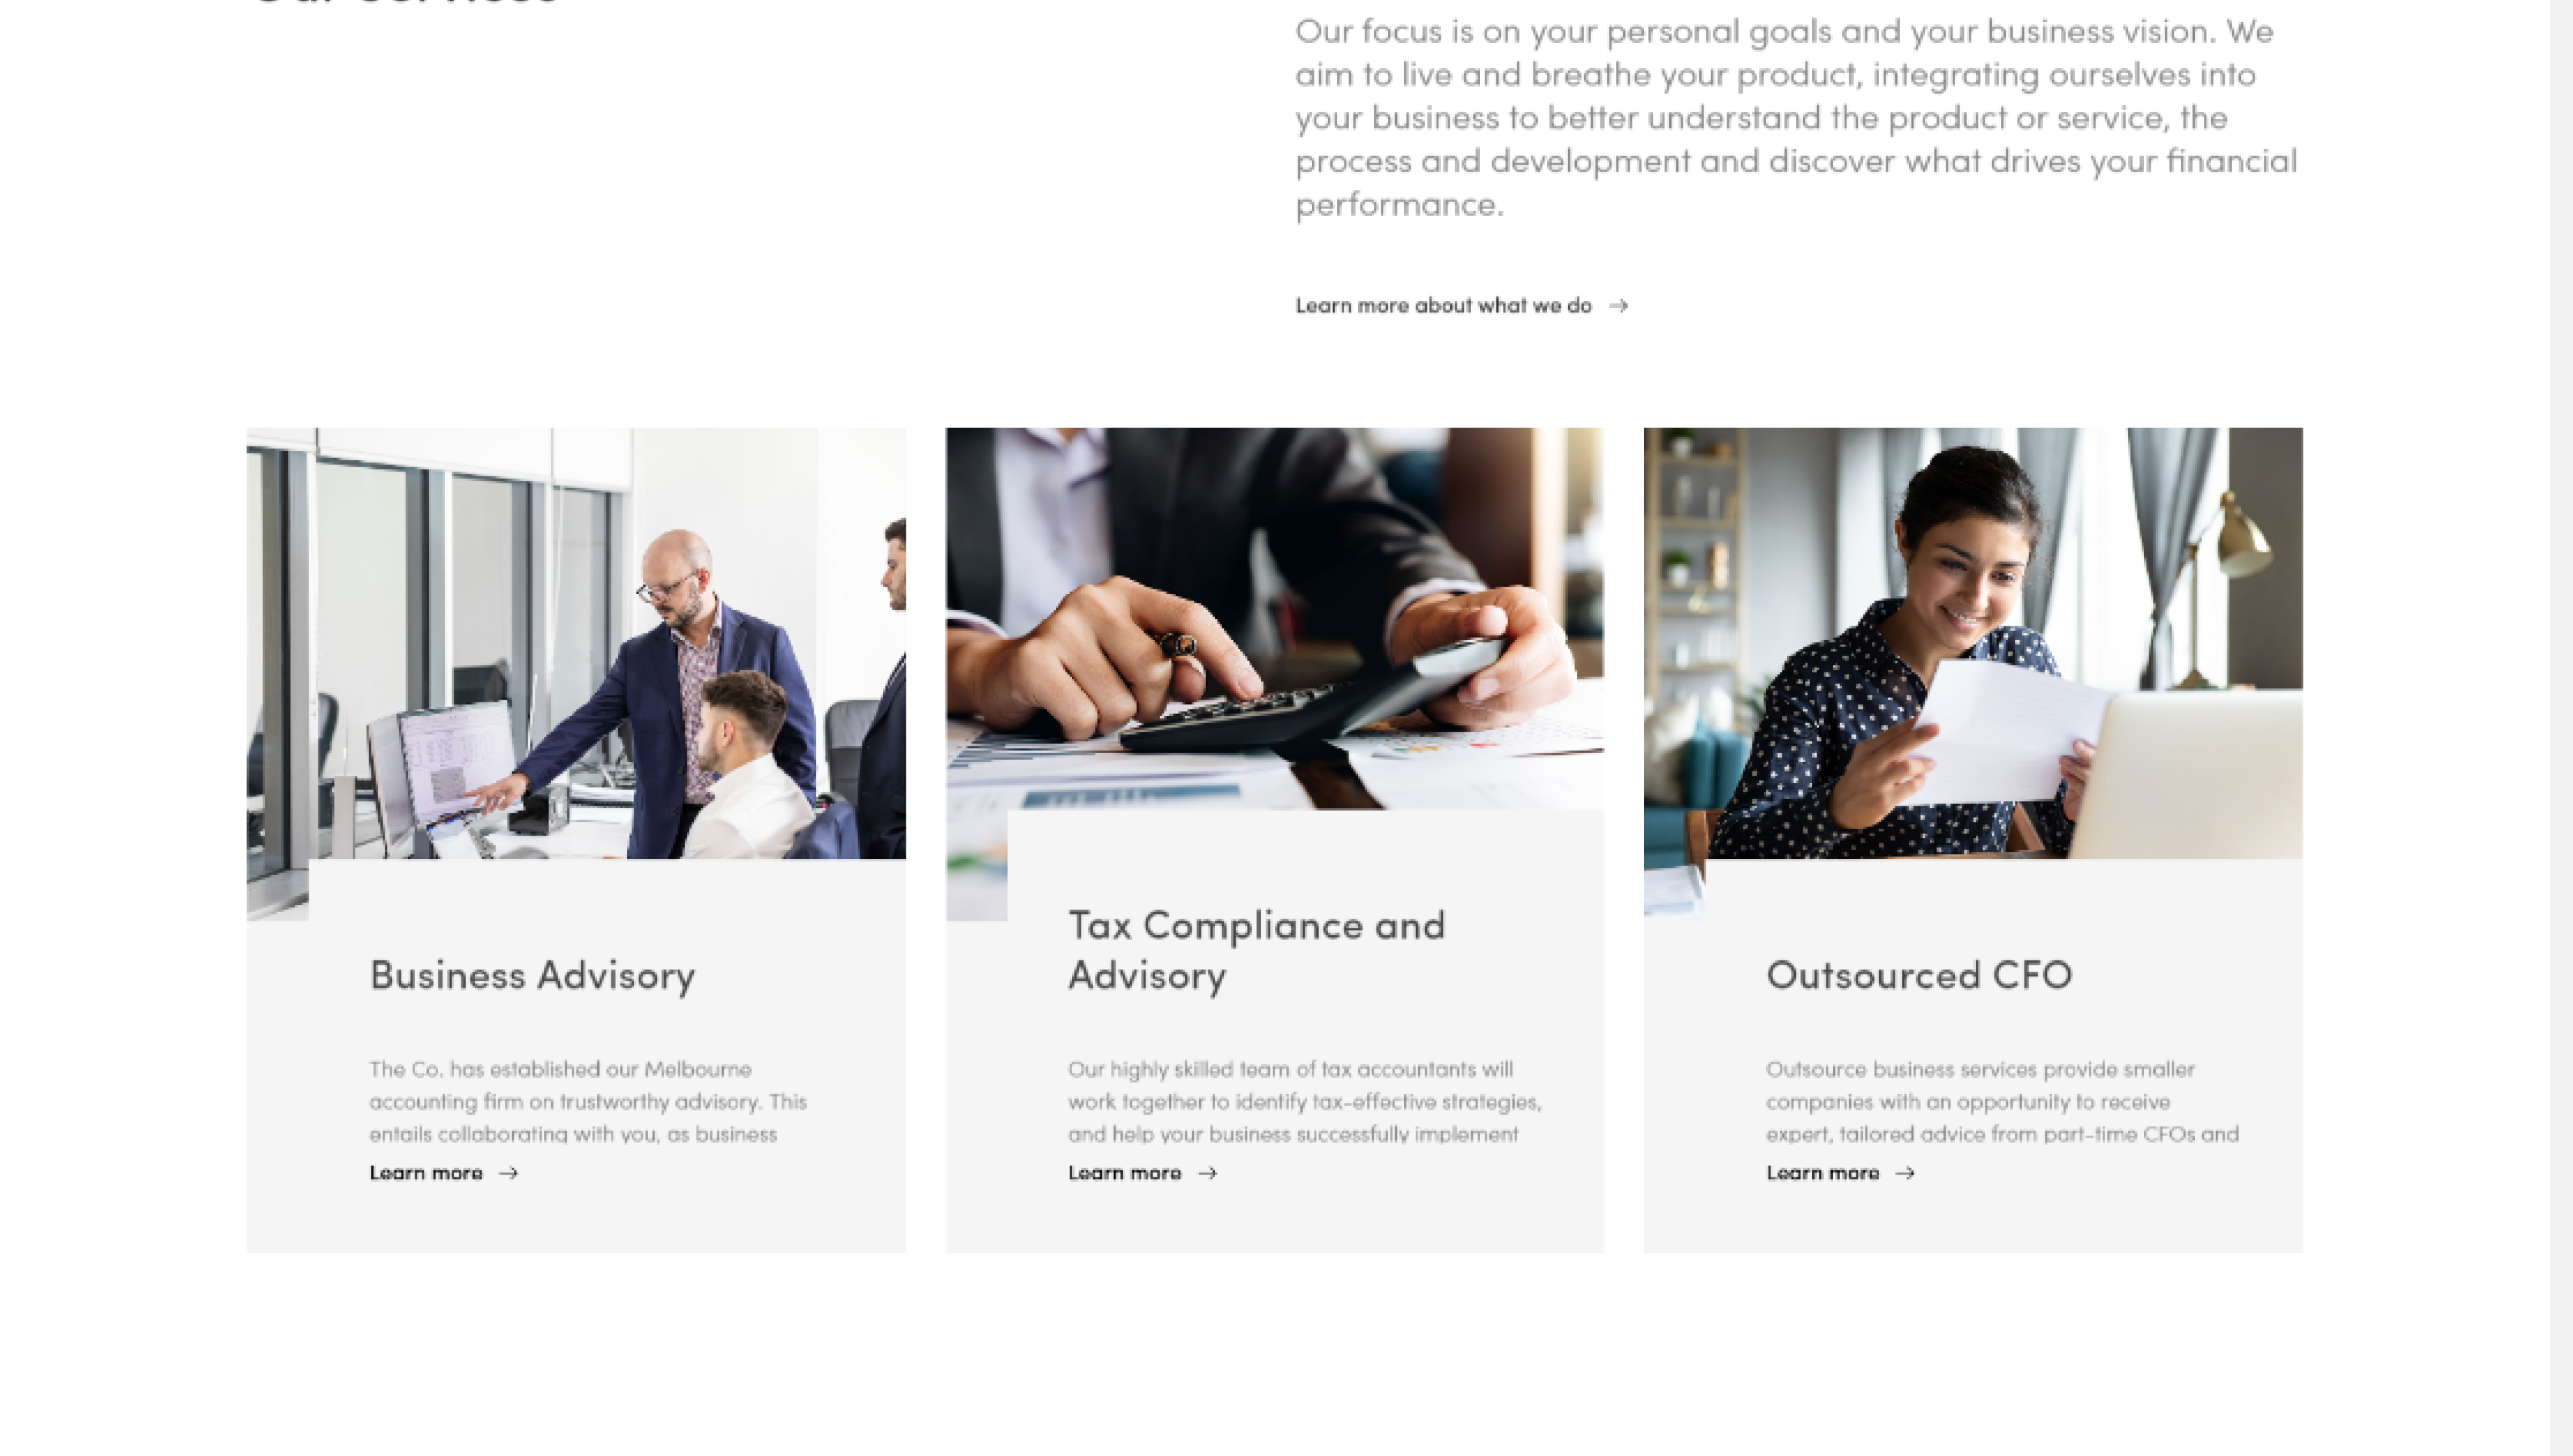 Our Services
Our focus is on your personal goals and your business vision. We
aim to live and breathe your product, integrating ourselves into
your business to better understand the product or service, the
process and development and discover what drives your financial
performance.
Learn more about what we do →
Business Advisory
The Co. has established our Melbourne
accounting firm on trustworthy advisory. This
entails collaborating with you, as business
Learn more →
Tax Compliance and
Advisory
Our highly skilled team of tax accountants will
work together to identify tax-effective strategies,
and help your business successfully implement
Learn more →
Outsourced CFO
Outsource business services provide smaller
companies with an opportunity to receive
expert, tailored advice from part-time CFOs and
Learn more →